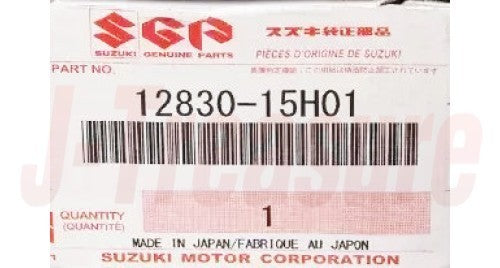 SGP スズキ純正部品
SUZUKI GENUINE PARTS PIÈCES D'ORIGINE DE SUZUKI
PART NO.
12830-15H01
J-Treasure
QUANTITY
(QUANTITÉ)
1
MADE IN JAPAN/FABRIQUE AU JAPON
SUZUKI MOTOR CORPORATION